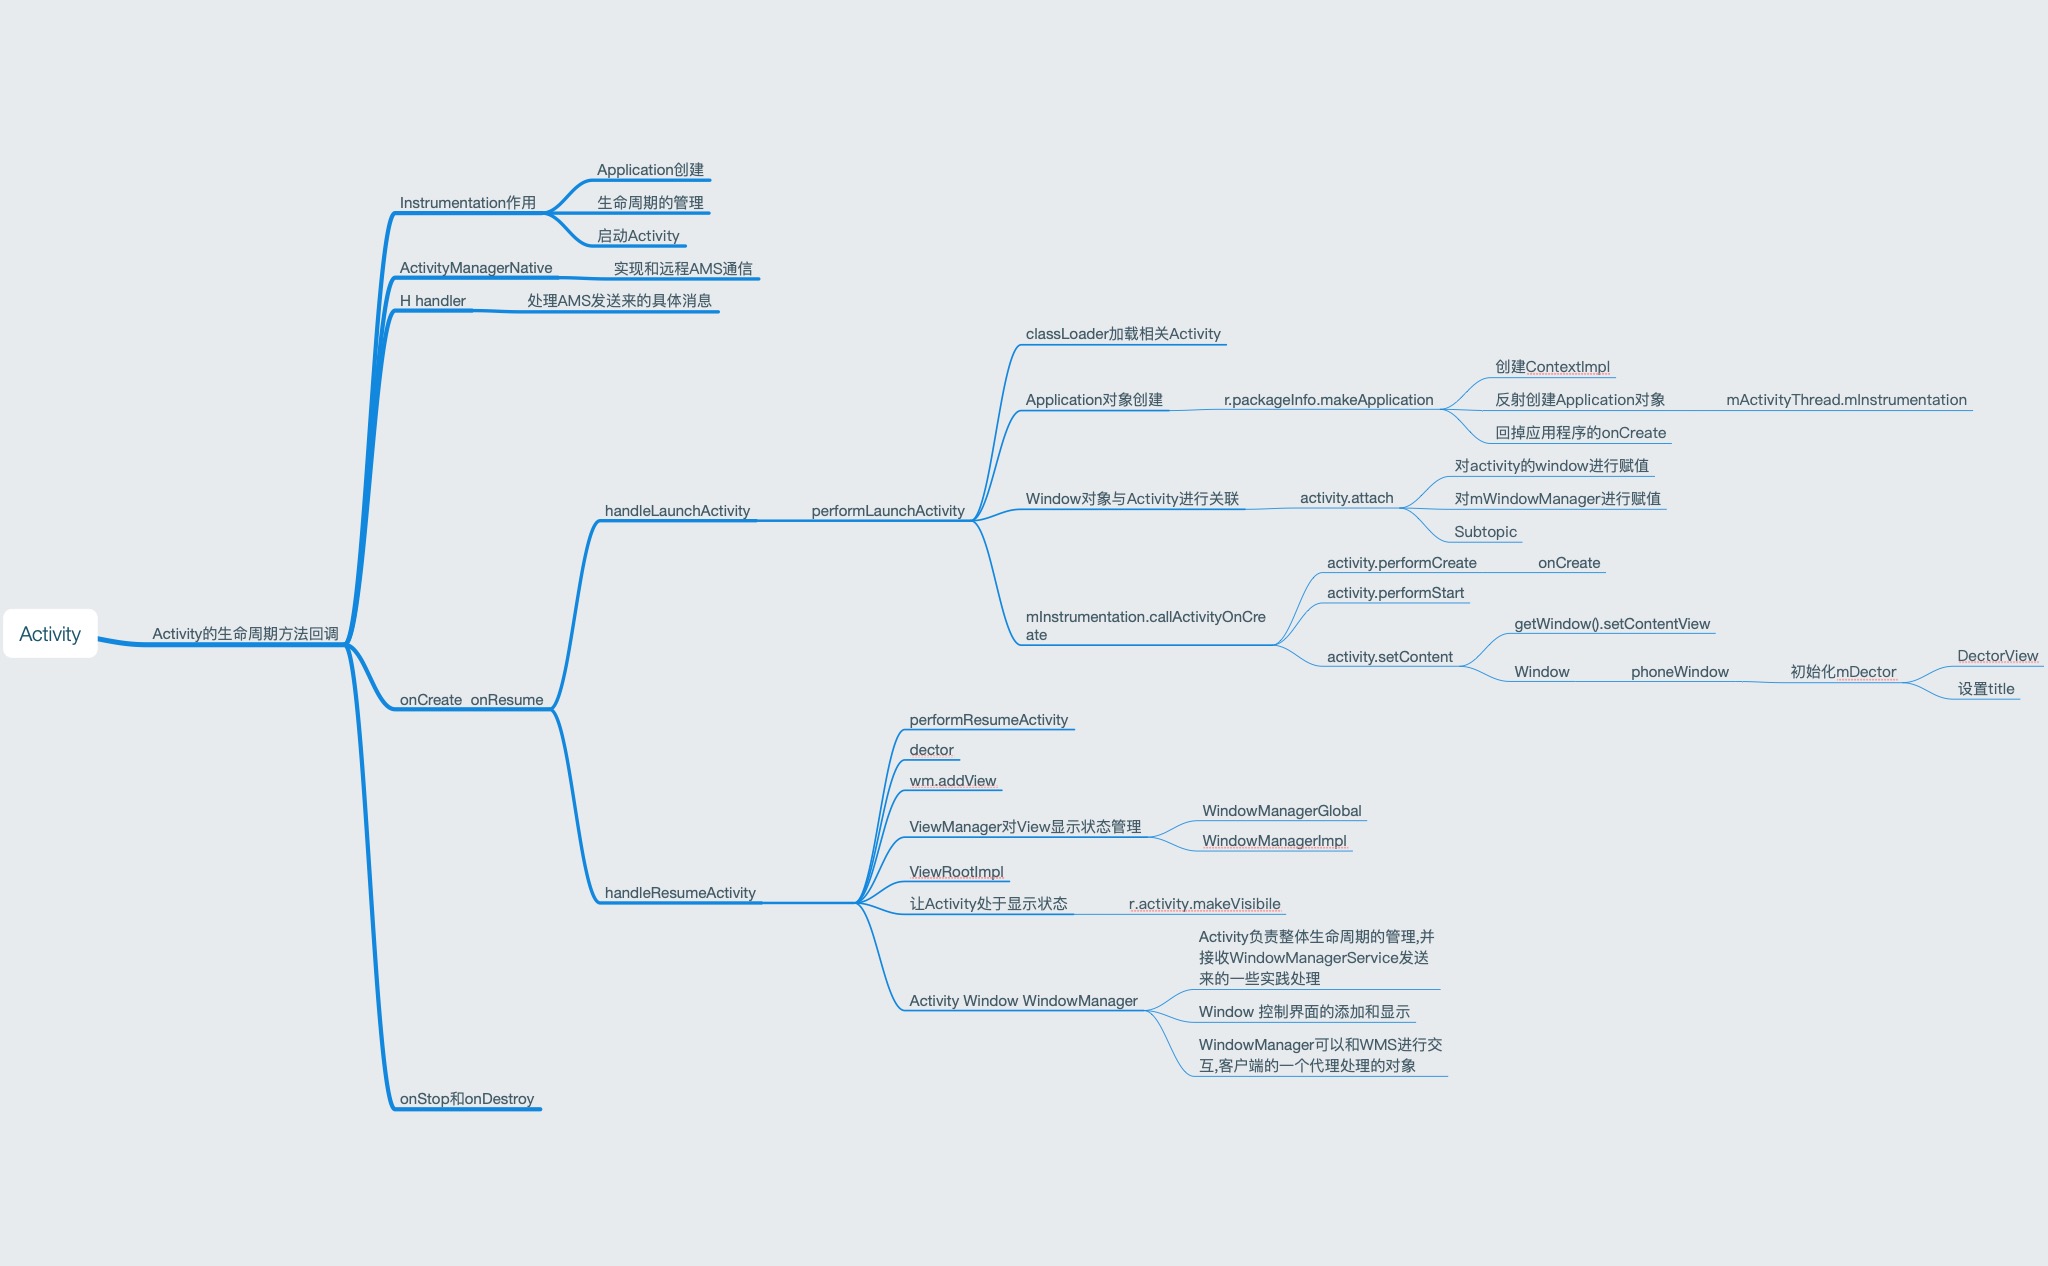 Activity
Activity的生命周期方法回调
Instrumentation作用
Application创建
生命周期的管理
启动Activity
ActivityManagerNative
实现和远程AMS通信
H handler
处理AMS发送来的具体消息
onCreate  onResume
handleLaunchActivity
performLaunchActivity
classLoader加载相关Activity
Application对象创建
r.packageInfo.makeApplication
创建ContextImpl
反射创建Application对象
mActivityThread.mInstrumentation
回掉应用程序的onCreate
Window对象与Activity进行关联
activity.attach
对activity的window进行赋值
对mWindowManager进行赋值
Subtopic
mInstrumentation.callActivityOnCre
ate
activity.performCreate
onCreate
activity.performStart
activity.setContent
getWindow().setContentView
Window
phoneWindow
初始化mDector
DectorView
设置title
handleResumeActivity
performResumeActivity
dector
wm.addView
ViewManager对View显示状态管理
WindowManagerGlobal
WindowManagerImpl
ViewRootImpl
让Activity处于显示状态
r.activity.makeVisibile
Activity Window WindowManager
Activity负责整体生命周期的管理,并
接收WindowManagerService发送
来的一些实践处理
Window 控制界面的添加和显示
WindowManager可以和WMS进行交
互,客户端的一个代理处理的对象
onStop和onDestroy